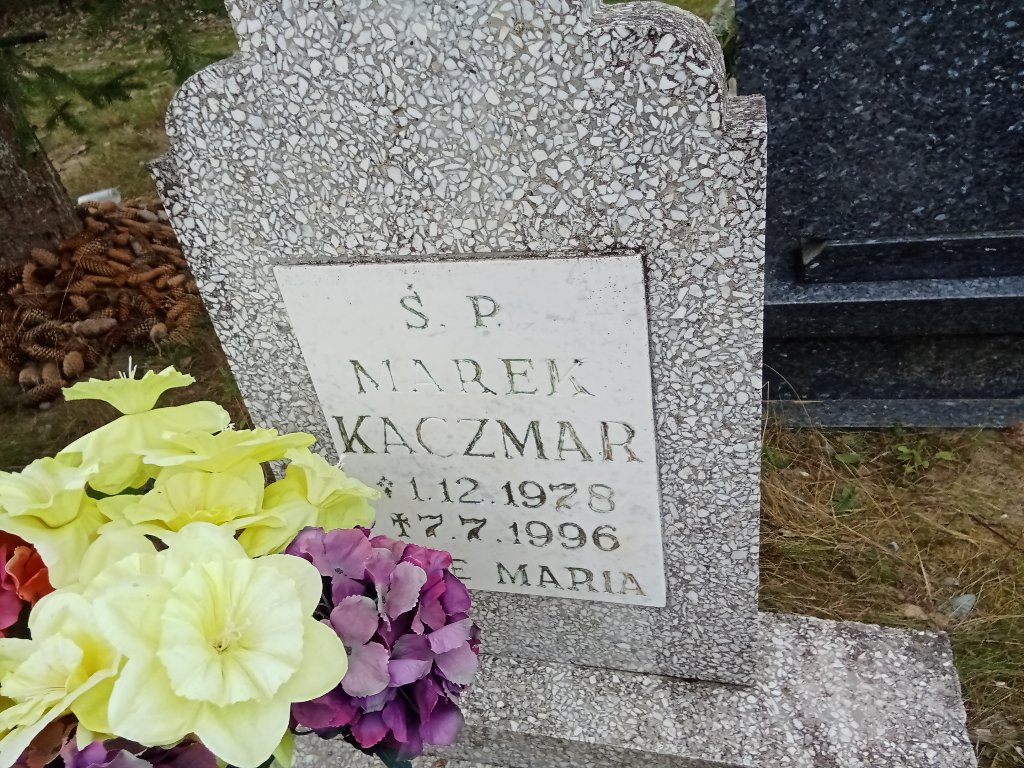 Ś. P.
MAREK
KACZMAR
* 1.12.1978
✝ 7.7.1996
MARIA